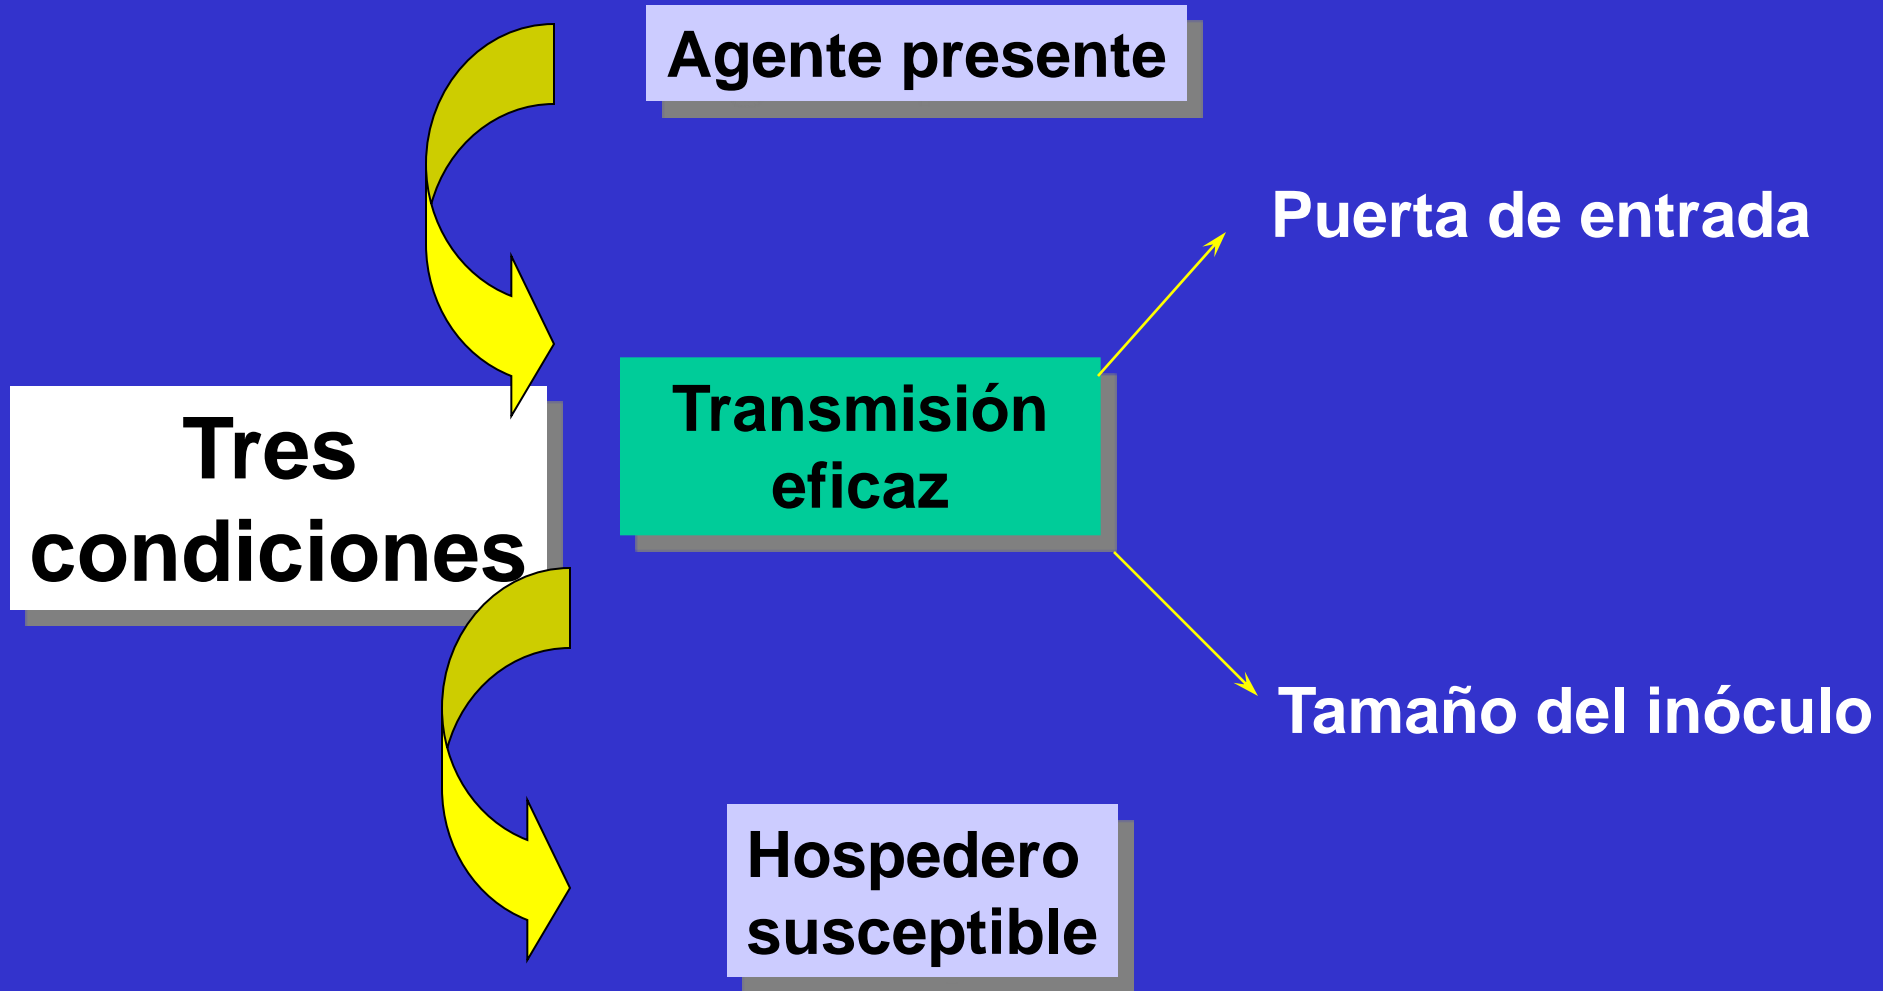 Agente presente
Puerta de entrada
Tres
condiciones
Transmisión
eficaz
Tamaño del inóculo
Hospedero
susceptible